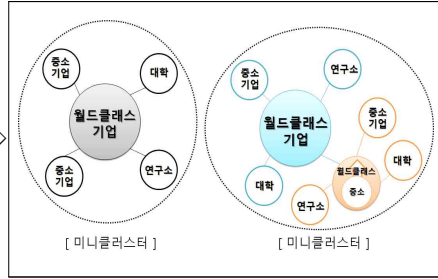 중소
기업
대학
월드클래스
기업
중소
기업
연구소
[ 미니클러스터 ]
중소
기업
연구소
월드클래스
기업
중소
기업
대학
월드클래스
중소
대학
연구소
[ 미니클러스터 ]